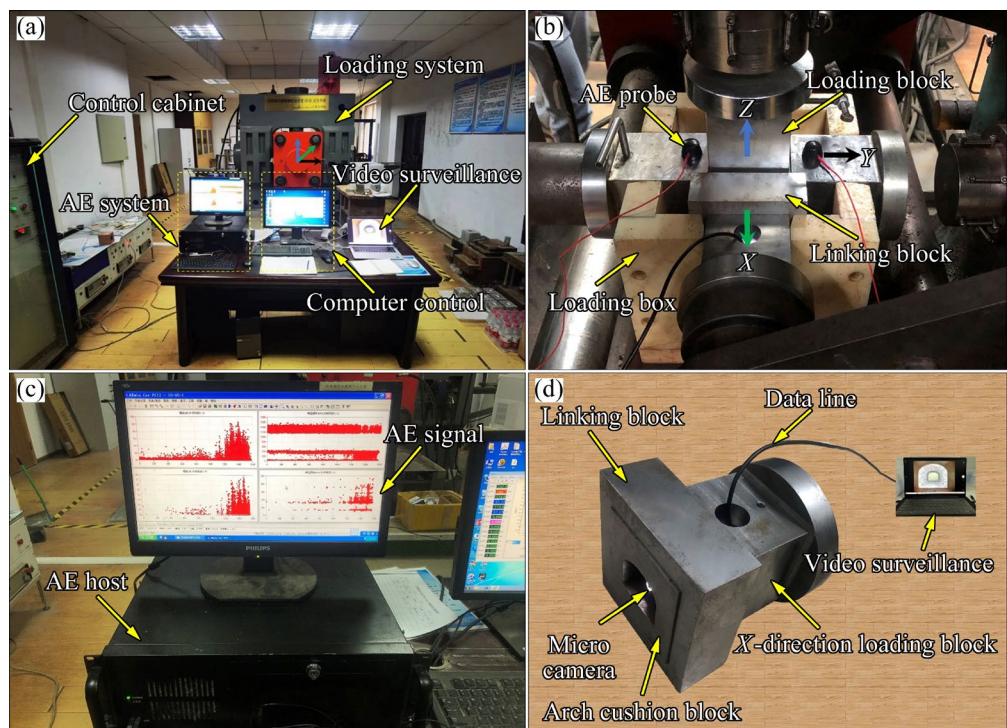 (a)
Loading system
Control cabinet
Video surveillance
AE system
Computer control
(b)
Loading block
AE probe
Z
Y
X
Linking block
Loading box
(c)
AE signal
PHILIPS
AE host
(d)
Data line
Linking block
Video surveillance
Micro
camera
X-direction loading block
Arch cushion block